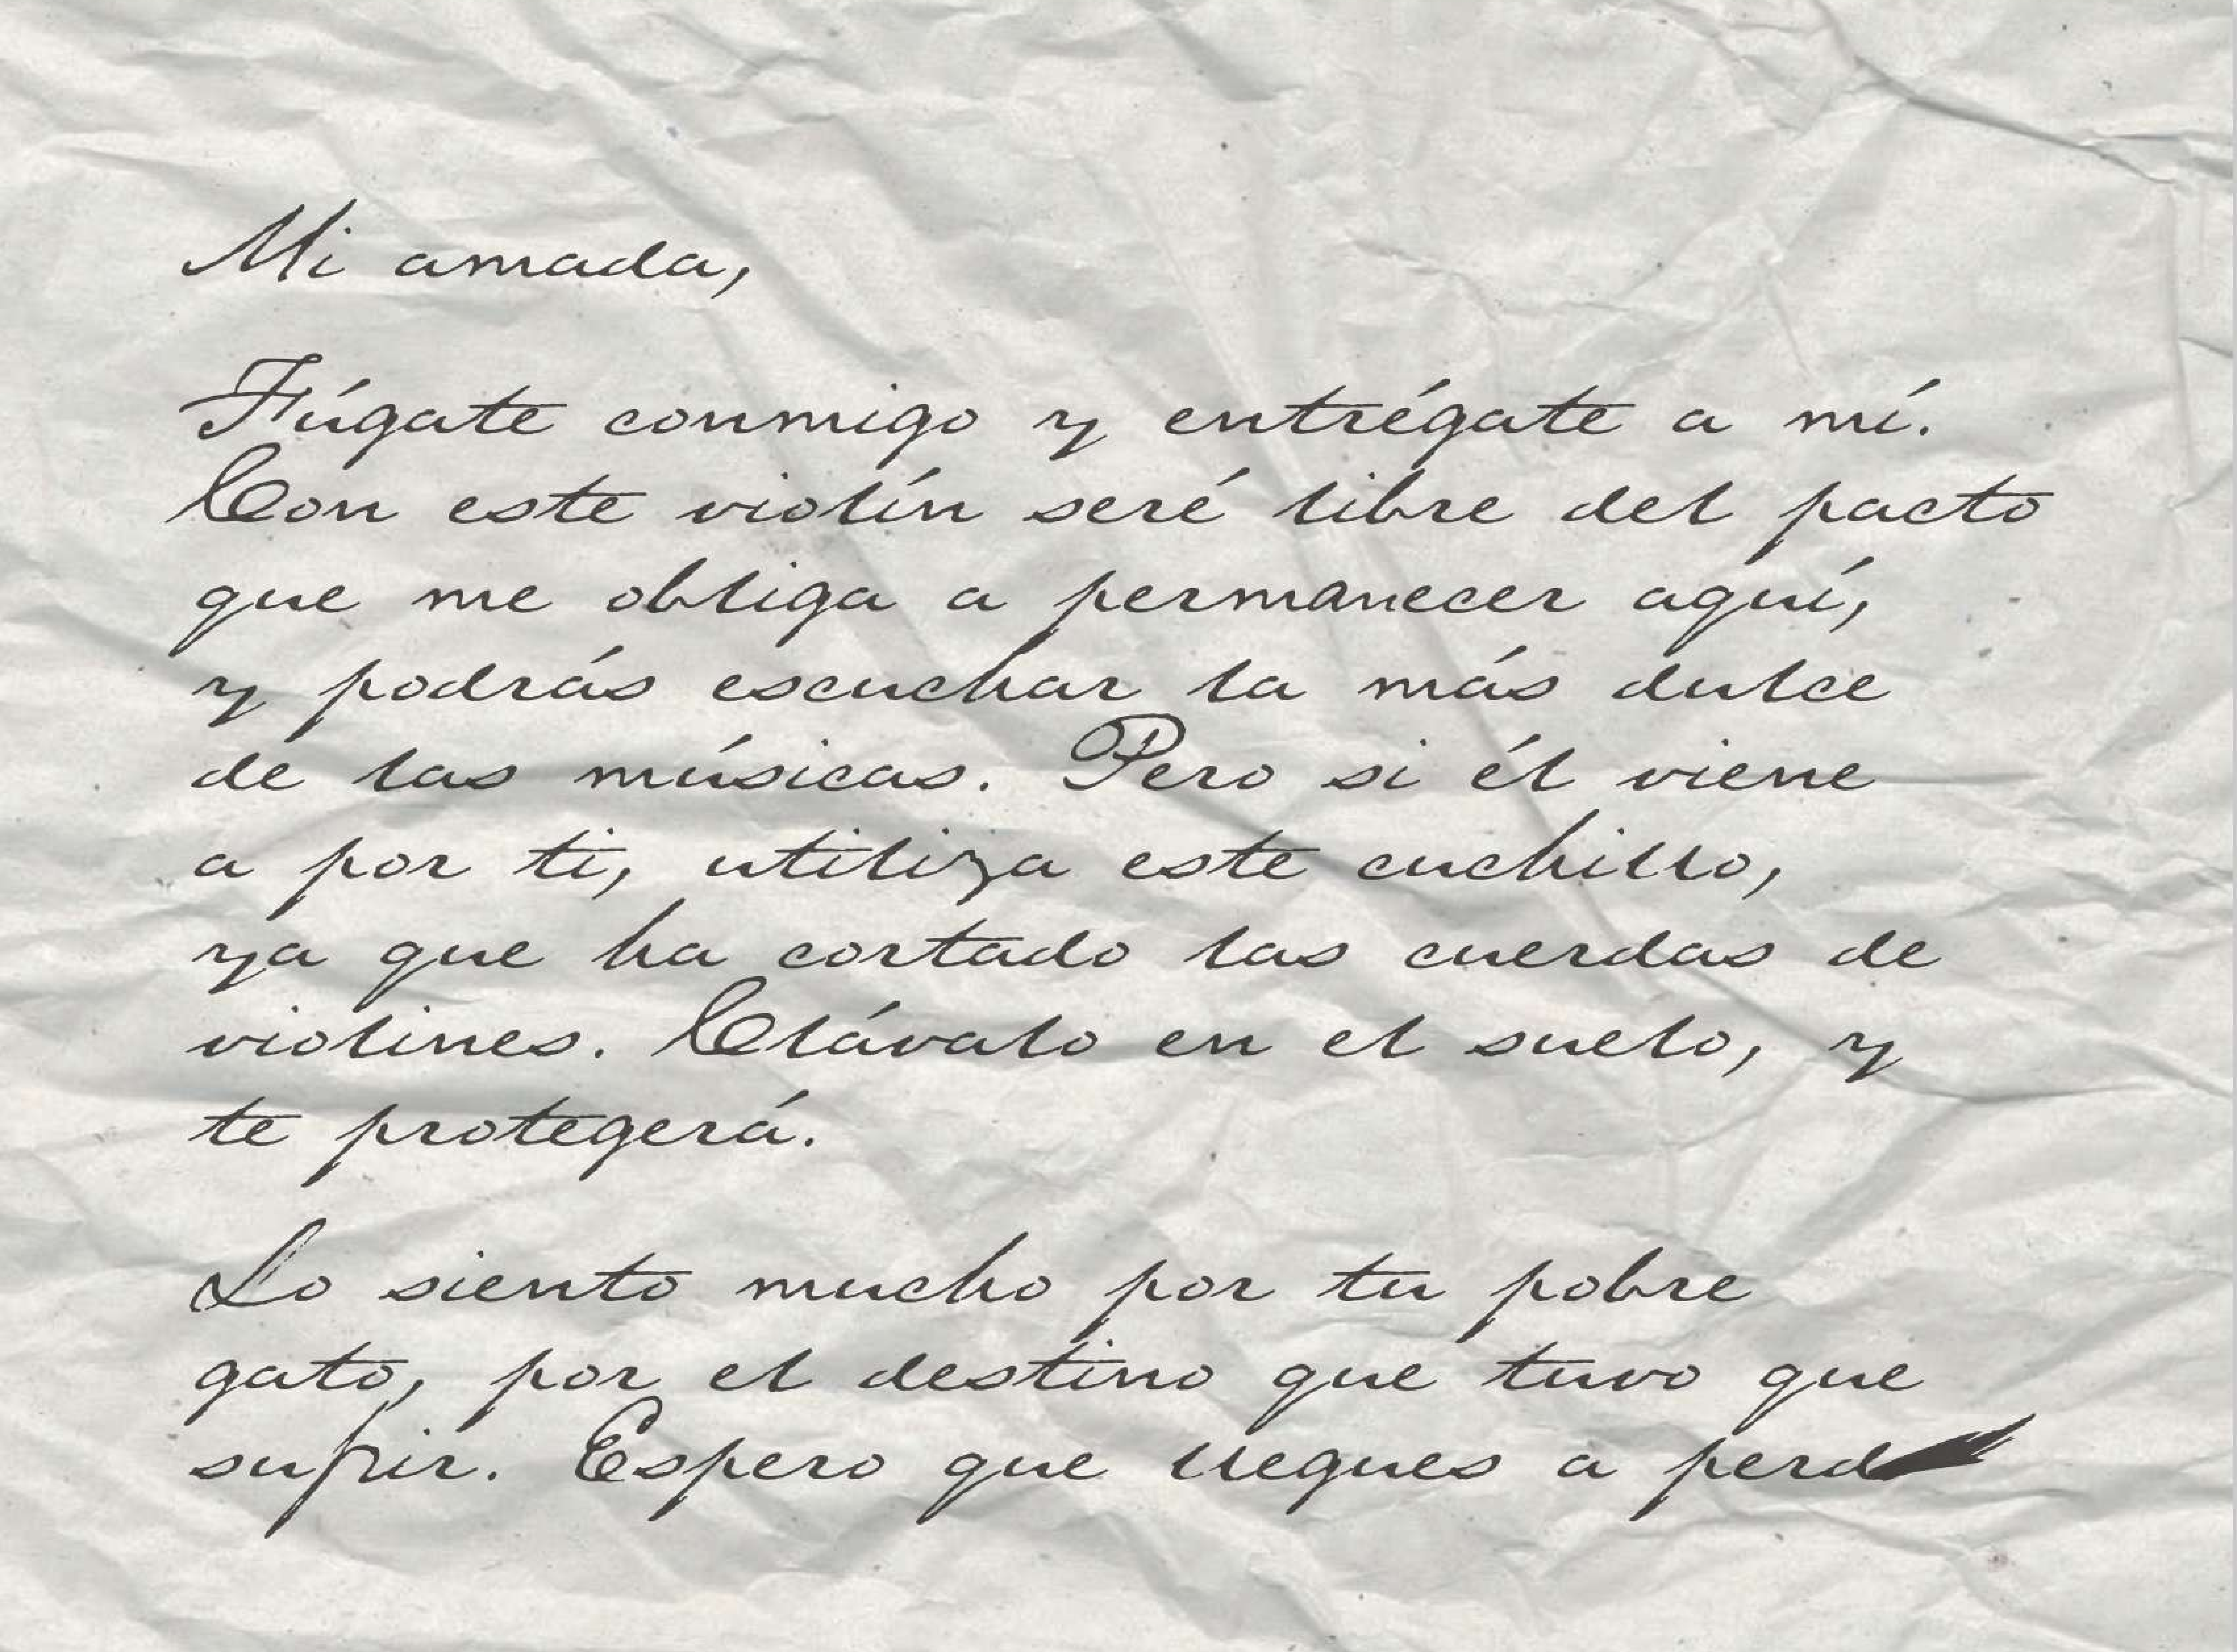 Mi amada,
Fúgate conmigo y entrégate a mí.
Con este violín seré libre del pacto
que me obliga a permanecer aquí,
y podrás escuchar la más dulce
de las músicas. Pero si él viene
a por ti, utiliza este cuchillo,
ya que ha cortado las cuerdas de
violines. Clávalo en el suelo, y
te protegerá.
Lo siento mucho por tu pobre
gato, por el destino que tuvo que
sufrir. Espero que llegues a perd